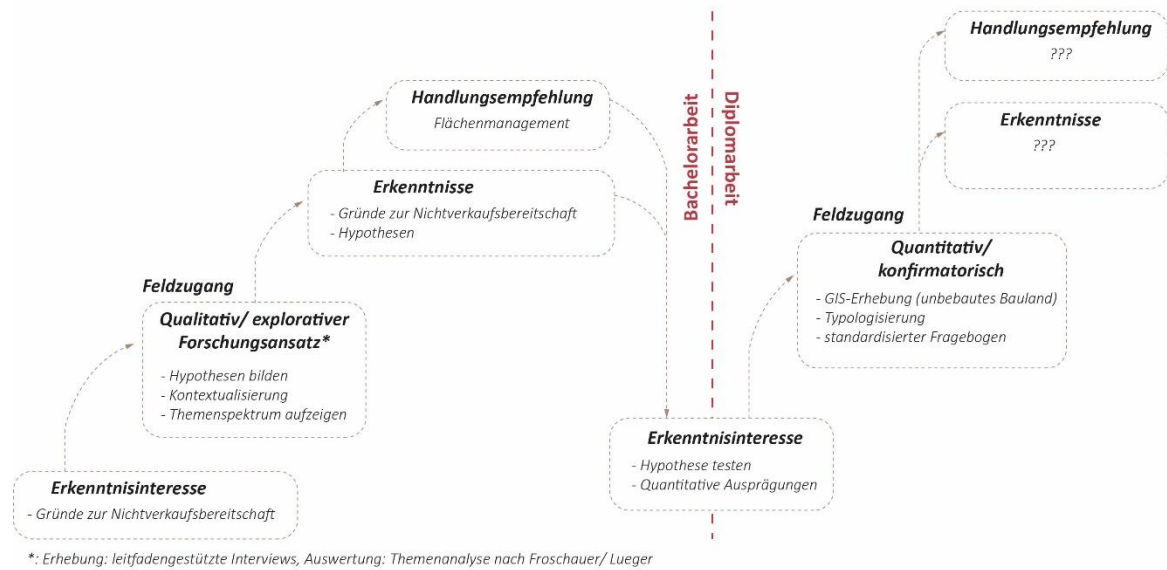 Handlungsempfehlung
Flächenmanagement
Erkenntnisse
- Gründe zur Nichtverkaufsbereitschaft
- Hypothesen
Feldzugang
Qualitativ/ explorativer
Forschungsansatz*
- Hypothesen bilden
- Kontextualisierung
- Themenspektrum aufzeigen
Erkenntnisinteresse
- Gründe zur Nichtverkaufsbereitschaft
Bachelorarbeit
Diplomarbeit
Handlungsempfehlung
???
Erkenntnisse
???
Feldzugang
Quantitativ/
konfirmatorisch
- GIS-Erhebung (unbebautes Bauland)
- Typologisierung
- standardisierter Fragebogen
Erkenntnisinteresse
- Hypothese testen
- Quantitative Ausprägungen
*: Erhebung: leitfadengestützte Interviews, Auswertung: Themenanalyse nach Froschauer/ Lueger